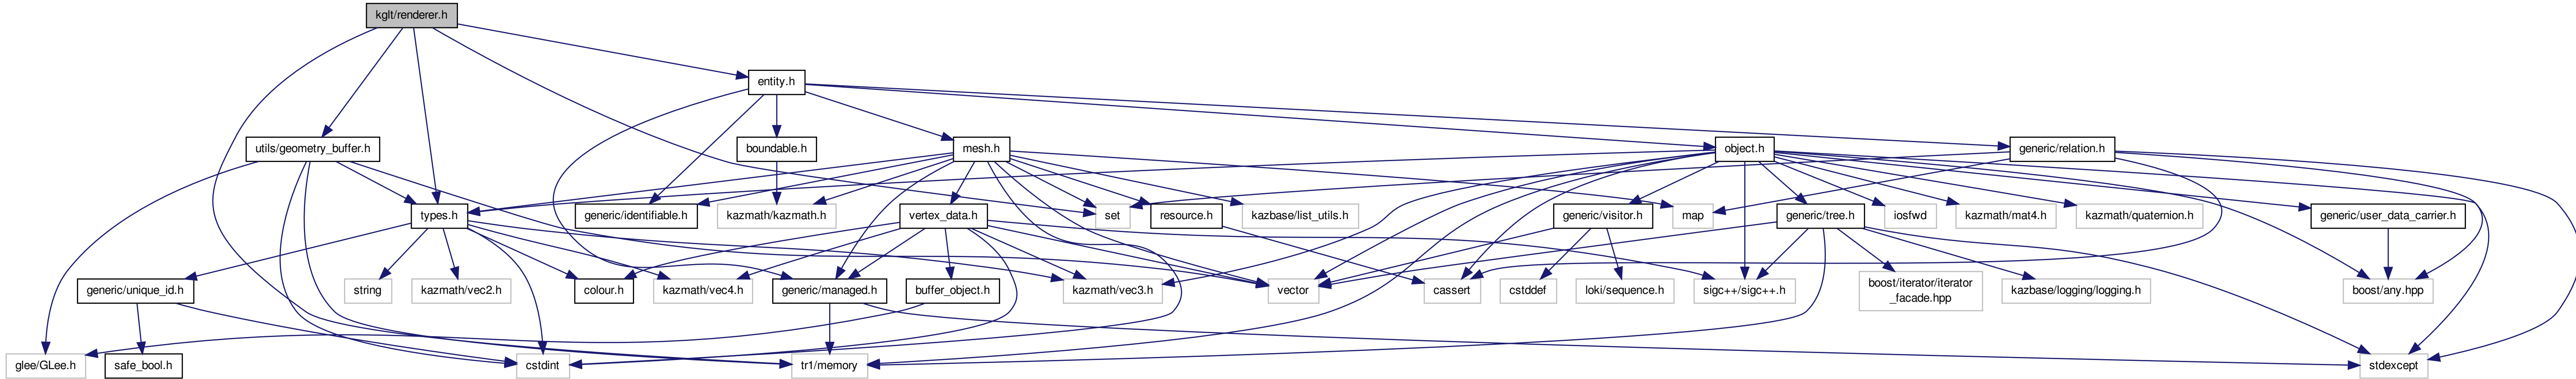 kglt/renderer.h
entity.h
utils/geometry_buffer.h
boundable.h
mesh.h
object.h
generic/relation.h
types.h
generic/identifiable.h
kazmath/kazmath.h
vertex_data.h
set
resource.h
kazbase/list_utils.h
generic/visitor.h
map
generic/tree.h
iosfwd
kazmath/mat4.h
kazmath/quaternion.h
generic/user_data_carrier.h
generic/unique_id.h
string
kazmath/vec2.h
colour.h
kazmath/vec4.h
generic/managed.h
buffer_object.h
kazmath/vec3.h
vector
cassert
cstddef
loki/sequence.h
sigc++/sigc++.h
boost/iterator/iterator
_facade.hpp
kazbase/logging/logging.h
boost/any.hpp
glee/GLee.h
safe_bool.h
cstdint
tr1/memory
stdexcept